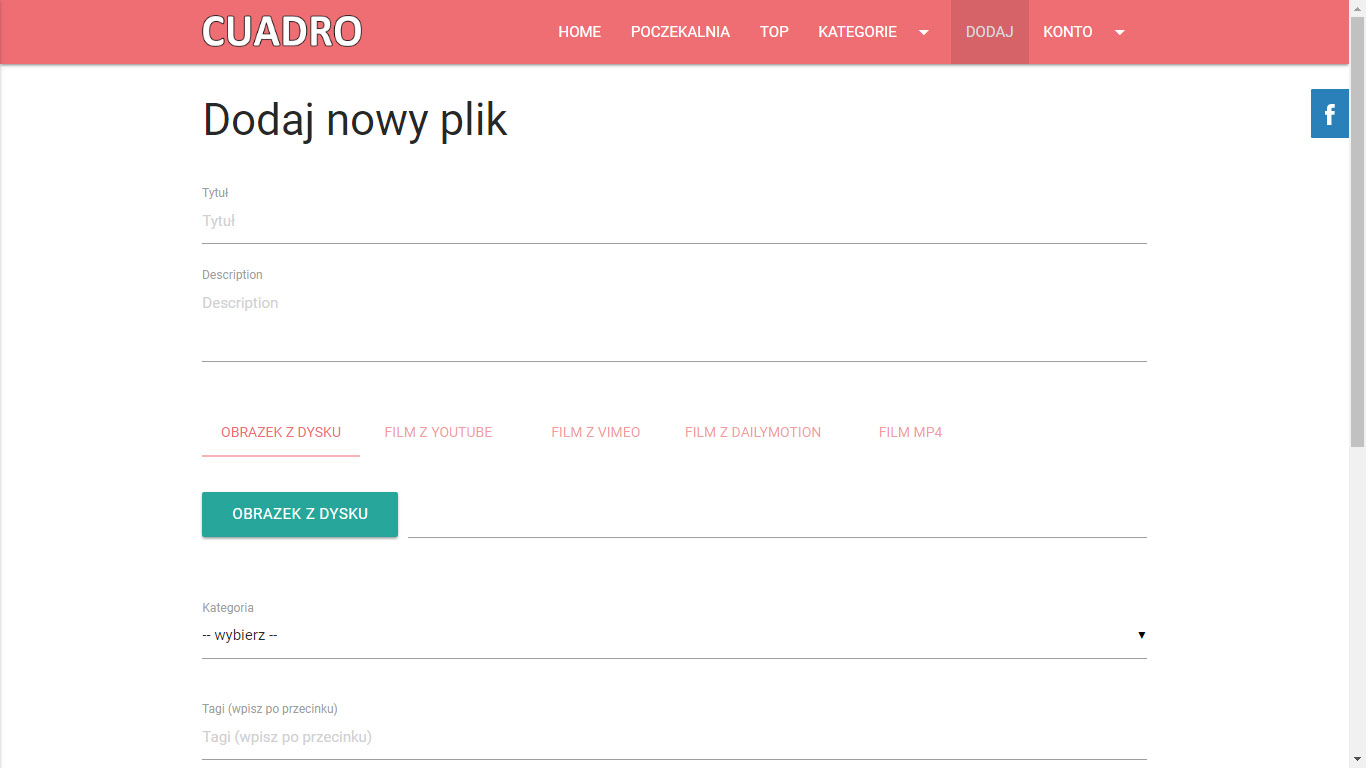 CUADRO
HOME POCZEKALNIA TOP KATEGORIE DODAJ KONTO
f
Dodaj nowy plik
Tytuł
Tytuł
Description
Description
OBRAZEK Z DYSKU FILM Z YOUTUBE FILM Z VIMEO FILM Z DAILYMOTION FILM MP4
OBRAZEK Z DYSKU
Kategoria
-- wybierz --
Tagi (wpisz po przecinku)
Tagi (wpisz po przecinku)